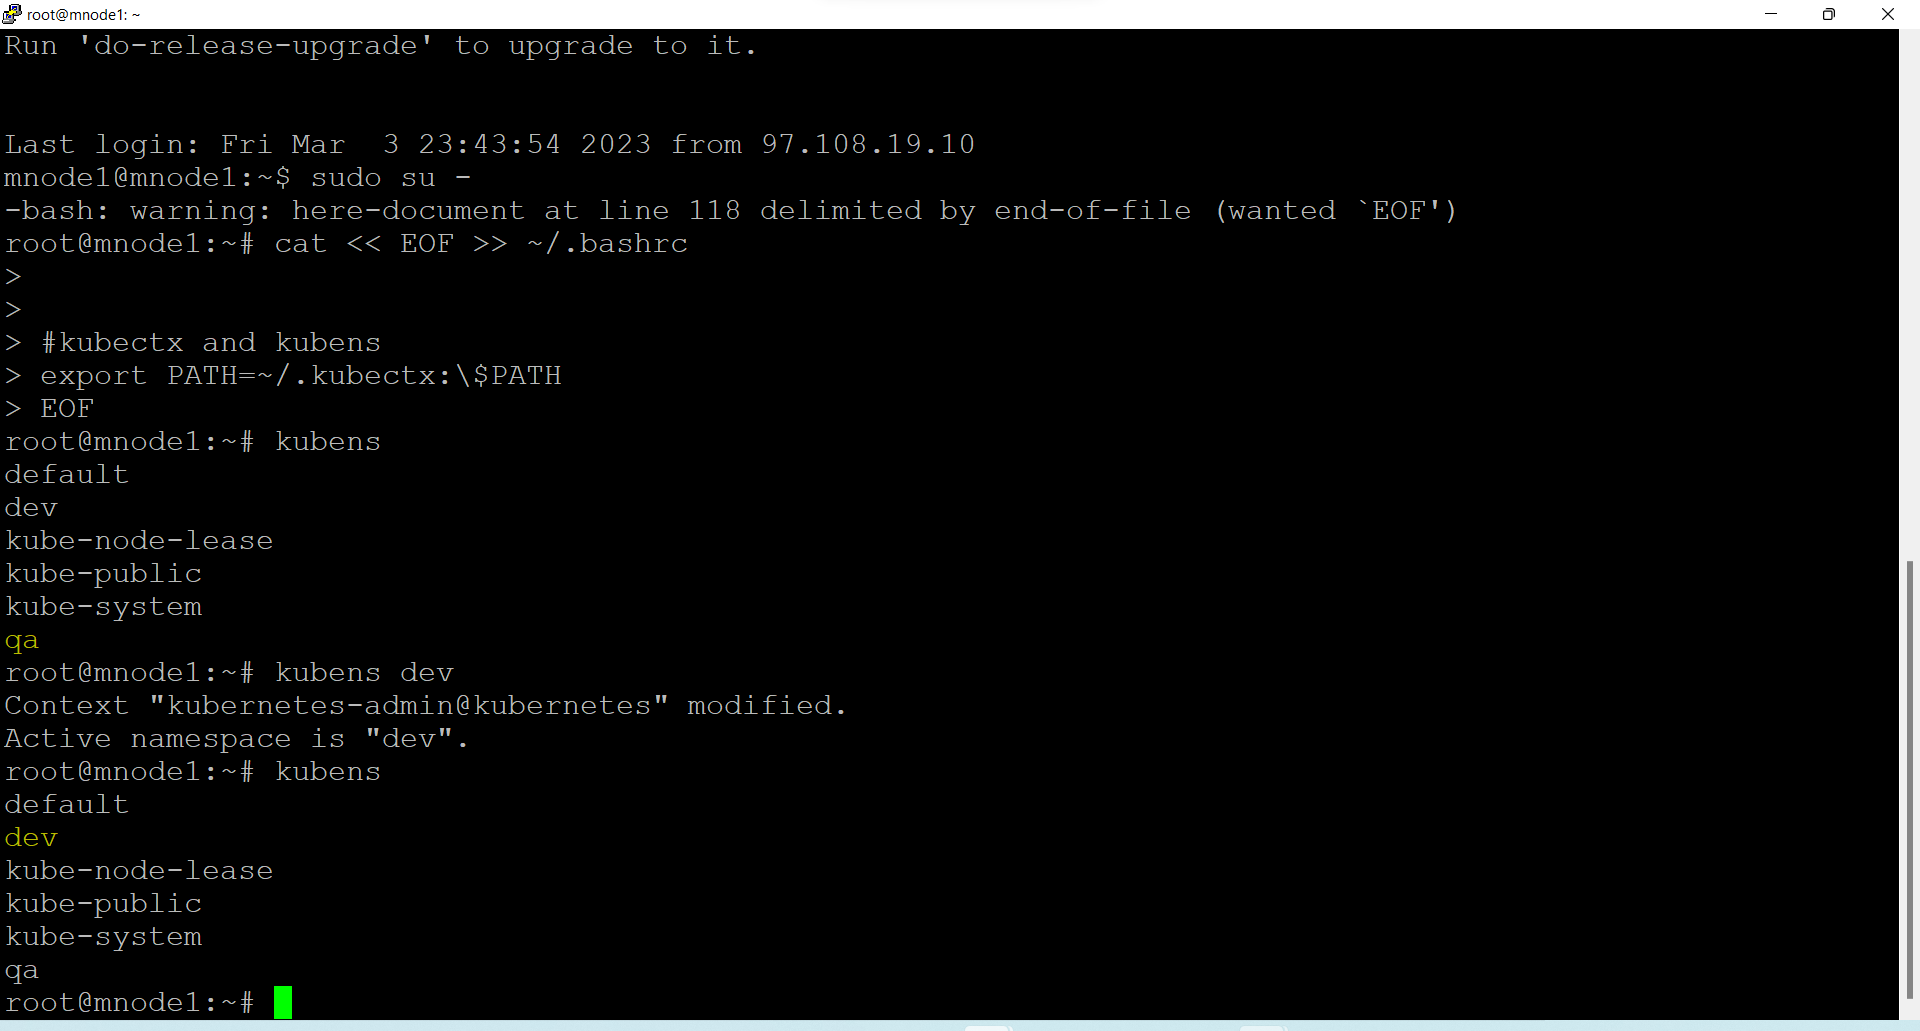 root@mnode1: ~
Run 'do-release-upgrade' to upgrade to it.
Last login: Fri Mar  3 23:43:54 2023 from 97.108.19.10
mnode1@mnode1:~$ sudo su -
-bash: warning: here-document at line 118 delimited by end-of-file (wanted `EOF')
root@mnode1:~# cat << EOF >> ~/.bashrc
>
>
> #kubectx and kubens
> export PATH=~/.kubectx:\$PATH
> EOF
root@mnode1:~# kubens
default
dev
kube-node-lease
kube-public
kube-system
qa
root@mnode1:~# kubens dev
Context "kubernetes-admin@kubernetes" modified.
Active namespace is "dev".
root@mnode1:~# kubens
default
dev
kube-node-lease
kube-public
kube-system
qa
root@mnode1:~#